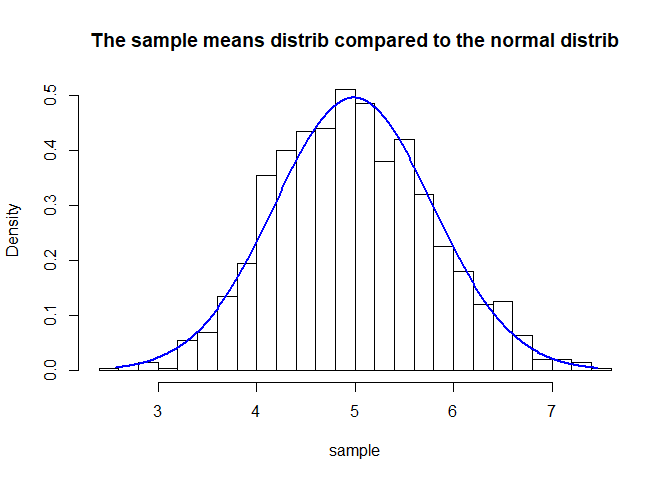 The sample means distrib compared to the normal distrib
Density
0.5
0.4
0.3
0.2
0.1
0.0
3 4 5 6 7
sample